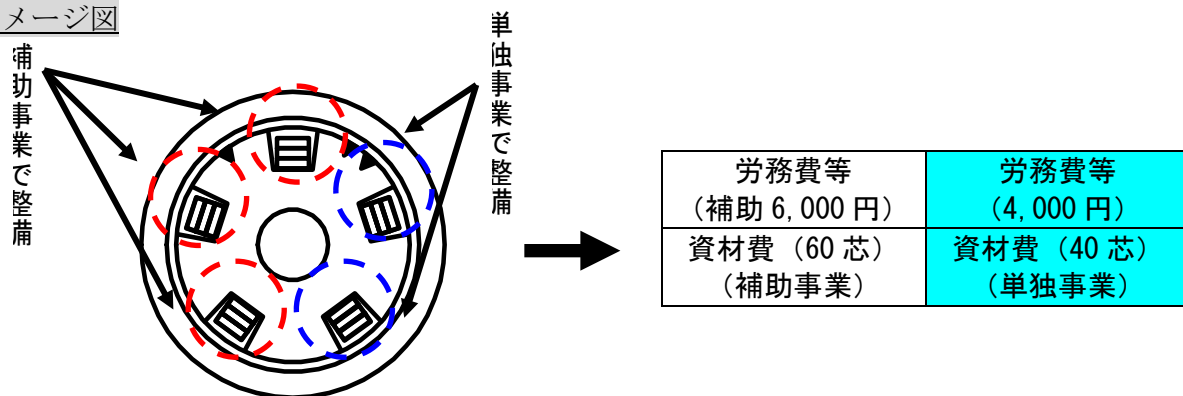 メージ図
補助事業で整備
単独事業で整備
労務費等
（補助 6,000 円）
労務費等
（4,000 円）
資材費（60 芯）
（補助事業）
資材費（40 芯）
（単独事業）